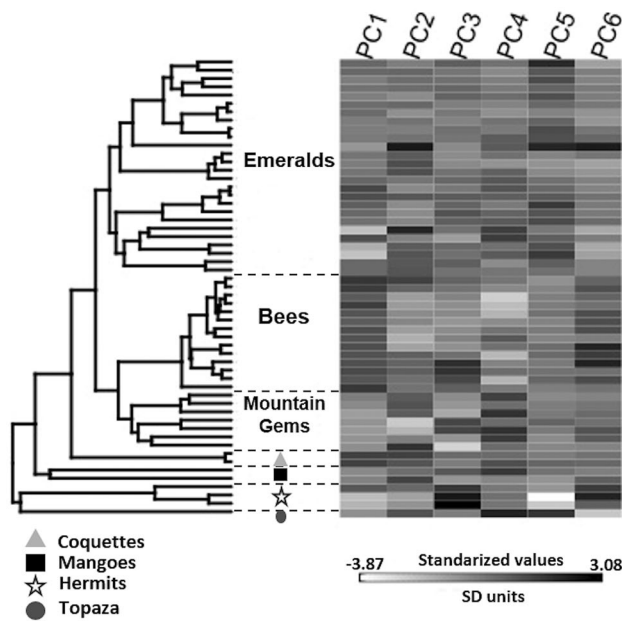 PC1 PC2 PC3 PC4 PC5 PC6
Emeralds
Bees
Mountain
Gems
Coquettes
Mangoes
Hermits
Topaza
-3.87 Standarized values 3.08
SD units